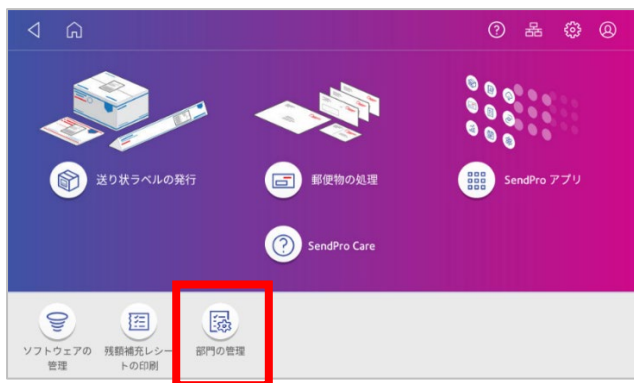 送り状ラベルの発行
郵便物の処理
SendPro アプリ
SendPro Care
ソフトウェアの
管理
残額補充レシー
トの印刷
部門の管理